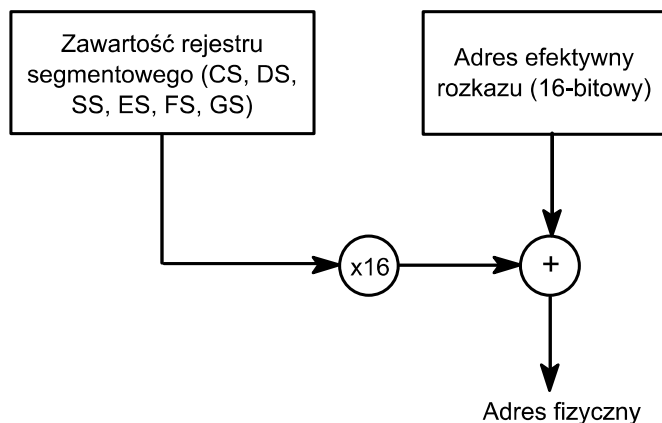 Zawartość rejestru
segmentowego (CS, DS,
SS, ES, FS, GS)
Adres efektywny
rozkazu (16-bitowy)
x16
+
Adres fizyczny